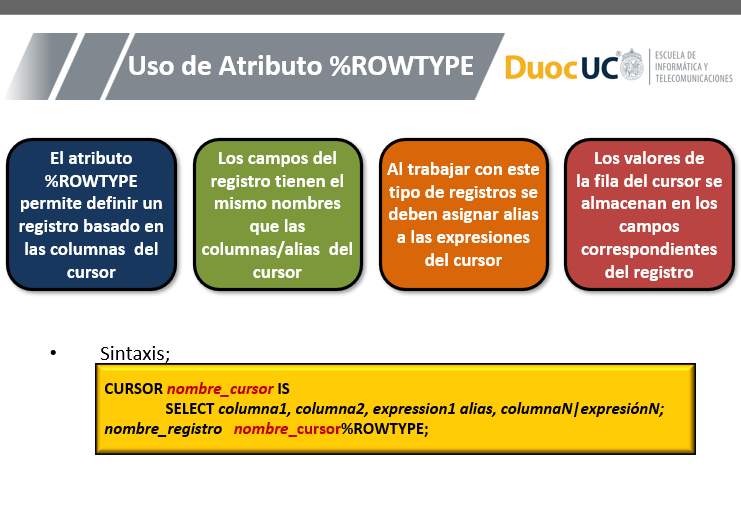 Uso de Atributo %ROWTYPE
DuocUC®
ESCUELA DE
INFORMÁTICA Y
TELECOMUNICACIONES
El atributo
%ROWTYPE
permite definir un
registro basado en
las columnas del
cursor
Los campos del
registro tienen el
mismo nombres
que las
columnas/alias del
cursor
Al trabajar con este
tipo de registros se
deben asignar alias
a las expresiones
del cursor
Los valores de
la fila del cursor se
almacenan en los
campos
correspondientes
del registro
• Sintaxis;
CURSOR nombre_cursor IS
SELECT columna1, columna2, expression1 alias, columnaN|expresiónN;
nombre_registro nombre_cursor%ROWTYPE;